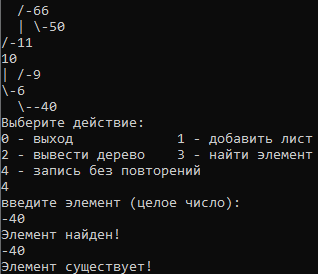 /-66
  | \-50
/-11
10
| /-9
\-6
  \--40
Выберите действие:
0 - выход             1 - добавить лист
2 - вывести дерево    3 - найти элемент
4 - запись без повторений
4
введите элемент (целое число):
-40
Элемент найден!
-40
Элемент существует!